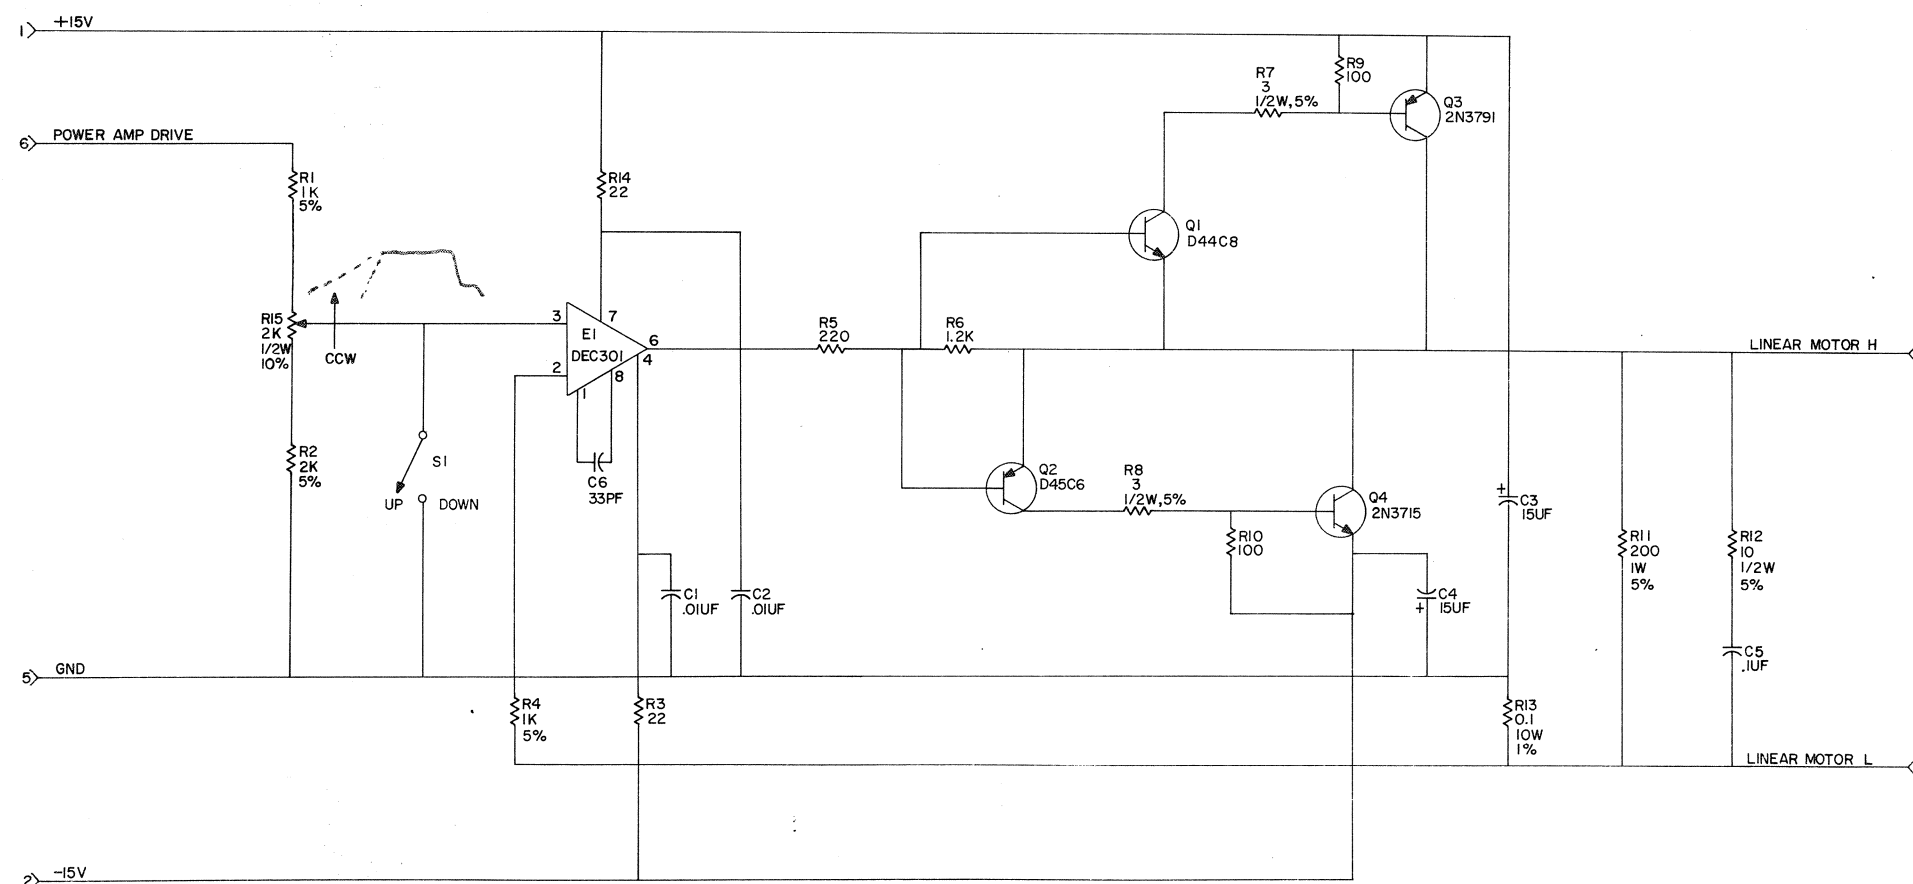 1 +15V
6 POWER AMP DRIVE
R1
1K
5%
R15
2K
1/2W
10%
CCW
R2
2K
5%
S1
UP DOWN
R14
22
3 7
E1
DEC301
6
2 8 4
1
C6
33PF
C1
.01UF
C2
.01UF
R5
220
R6
1.2K
R7
3
1/2W,5%
R9
100
Q3
2N3791
Q1
D44C8
Q2
D45C6
R8
3
1/2W,5%
Q4
2N3715
R10
100
+
C3
15UF
C4
+ 15UF
R11
200
1W
5%
R12
10
1/2W
5%
C5
.1UF
LINEAR MOTOR H
5 GND
R4
1K
5%
R3
22
R13
0.1
10W
1%
LINEAR MOTOR L
2 -15V